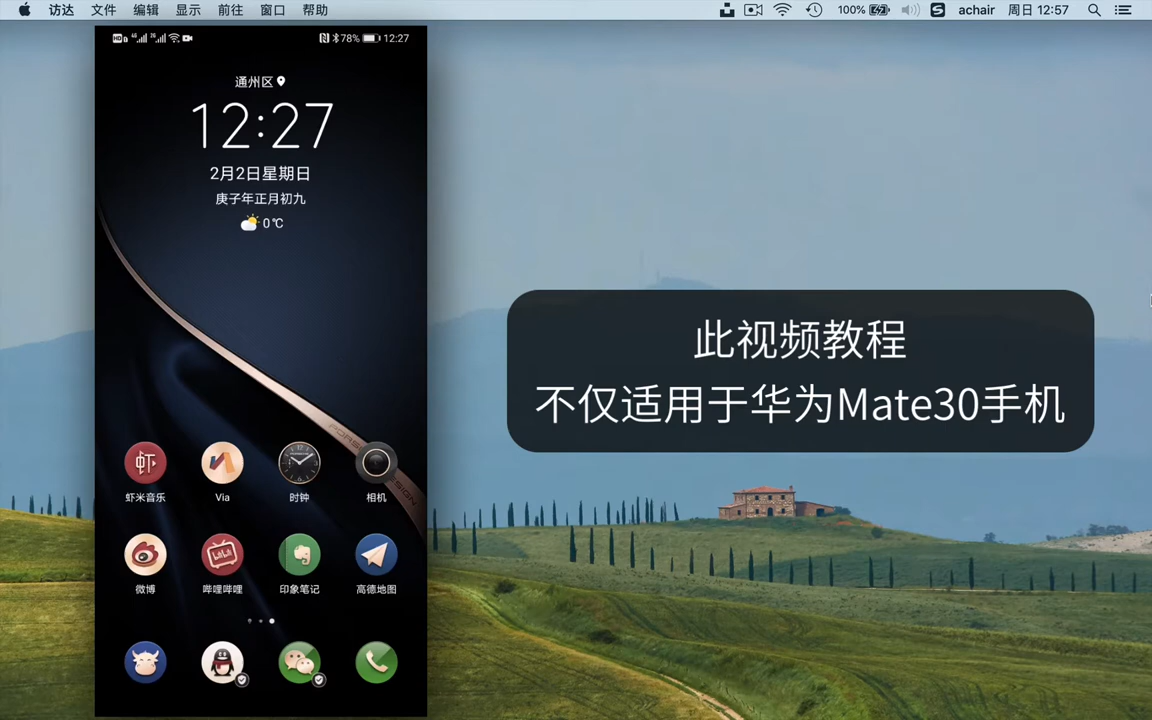 访达 文件 编辑 显示 前往 窗口 帮助
100% achair 周日 12:57
78% 12:27
通州区
12:27
2月2日星期日
庚子年正月初九
0℃
此视频教程
不仅适用于华为Mate30手机
PORSCHE DESIGN
虾
虾米音乐 Via 时钟 相机
bilibili
微博 哔哩哔哩 印象笔记 高德地图